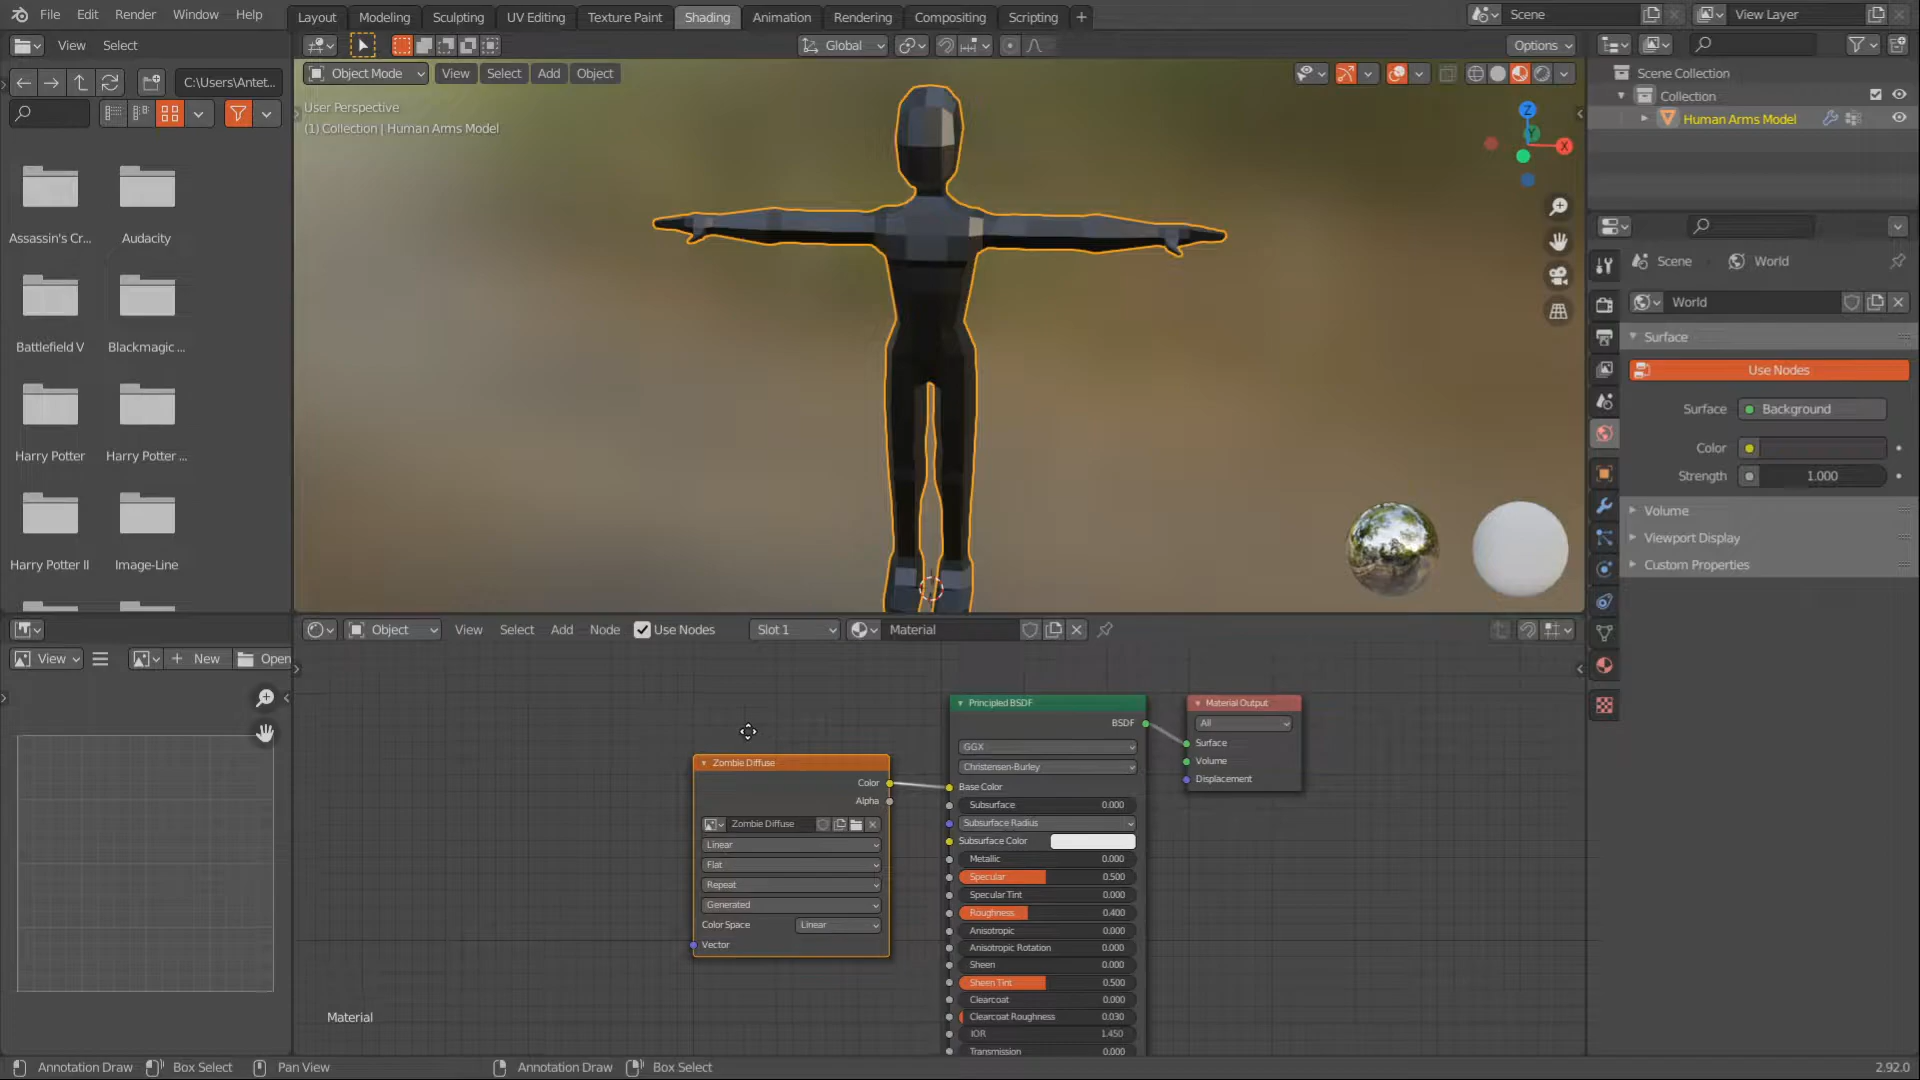 File Edit Render Window Help Layout Modeling Sculpting UV Editing Texture Paint Shading Animation Rendering Compositing Scripting + Scene View Layer
View Select Global Options
C:\Users\Antet...
Object Mode View Select Add Object
User Perspective
(1) Collection | Human Arms Model
Z
Y
X
Assassin's Cr... Audacity
Battlefield V Blackmagic ...
Harry Potter Harry Potter ...
Harry Potter II Image-Line
Scene Collection
Collection
Human Arms Model
Scene World
World
Surface
Use Nodes
Surface Background
Color
Strength 1.000
Volume
Viewport Display
Custom Properties
Object View Select Add Node Use Nodes Slot 1 Material
View + New Open
Zombie Diffuse
Color
Alpha
Zombie Diffuse
Linear
Flat
Repeat
Generated
Color Space Linear
Vector
Principled BSDF
BSDF
GGX
Christensen-Burley
Base Color
Subsurface 0.000
Subsurface Radius
Subsurface Color
Metallic 0.000
Specular 0.500
Specular Tint 0.000
Roughness 0.400
Anisotropic 0.000
Anisotropic Rotation 0.000
Sheen 0.000
Sheen Tint 0.500
Clearcoat 0.000
Clearcoat Roughness 0.030
IOR 1.450
Transmission 0.000
Material Output
All
Surface
Volume
Displacement
Material
Annotation Draw Box Select Pan View Annotation Draw Box Select 2.92.0